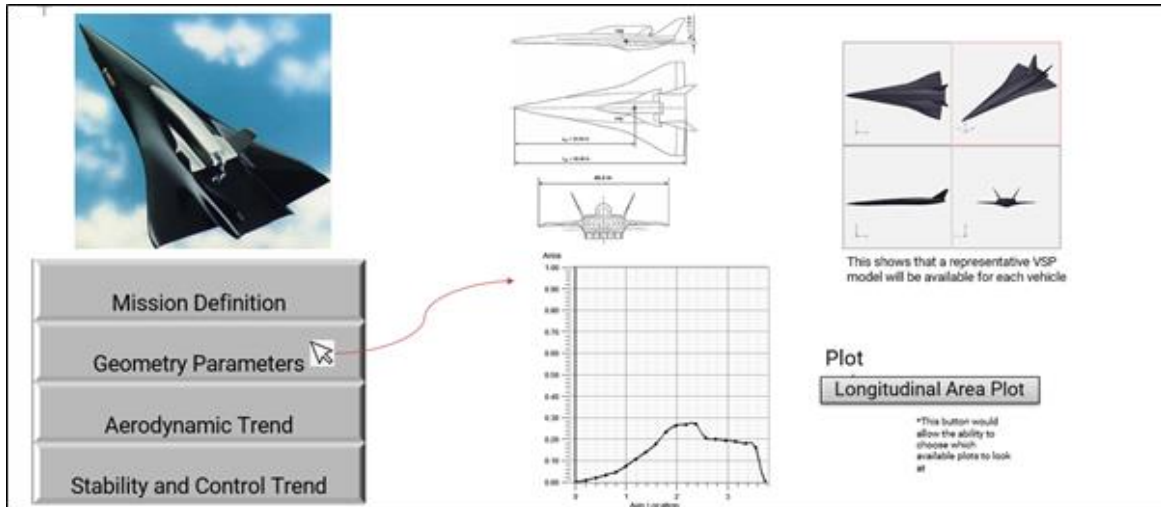 Mission Definition
Geometry Parameters
Aerodynamic Trend
Stability and Control Trend
Area
1.00
0.90
0.80
0.70
0.60
0.50
0.40
0.30
0.20
0.10
0.00
0 1 2 3
This shows that a representative VSP
model will be available for each vehicle
Plot
Longitudinal Area Plot
*This button would
allow the ability to
choose which
available plots to look
at